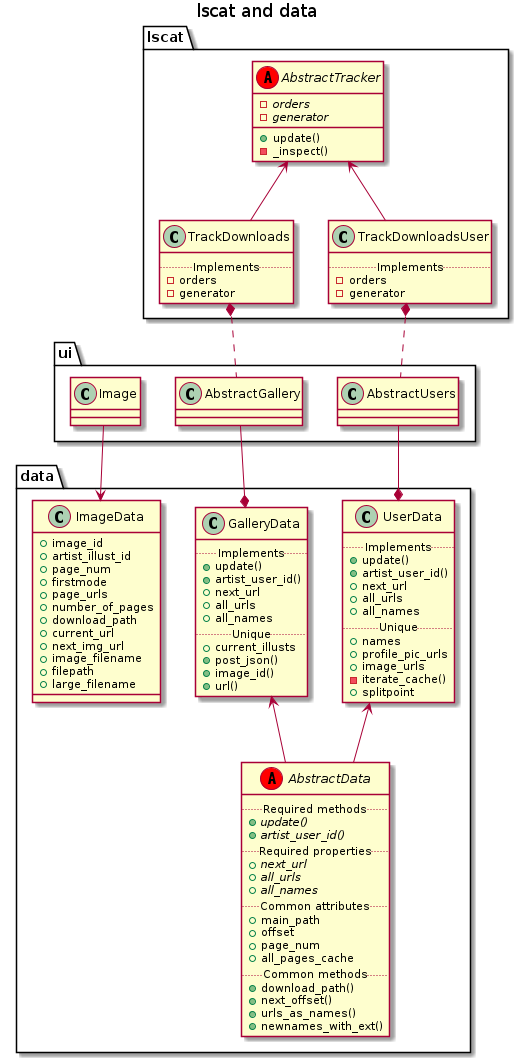 lscat and data
lscat
A AbstractTracker
orders
generator
update()
_inspect()
C TrackDownloads
Implements
orders
generator
C TrackDownloadsUser
Implements
orders
generator
ui
C Image
C AbstractGallery
C AbstractUsers
data
C ImageData
image_id
artist_illust_id
page_num
firstmode
page_urls
number_of_pages
download_path
current_url
next_img_url
image_filename
filepath
large_filename
C GalleryData
Implements
update()
artist_user_id()
next_url
all_urls
all_names
Unique
current_illusts
post_json()
image_id()
url()
C UserData
Implements
update()
artist_user_id()
next_url
all_urls
all_names
Unique
names
profile_pic_urls
image_urls
iterate_cache()
splitpoint
A AbstractData
Required methods
update()
artist_user_id()
Required properties
next_url
all_urls
all_names
Common attributes
main_path
offset
page_num
all_pages_cache
Common methods
download_path()
next_offset()
urls_as_names()
newnames_with_ext()